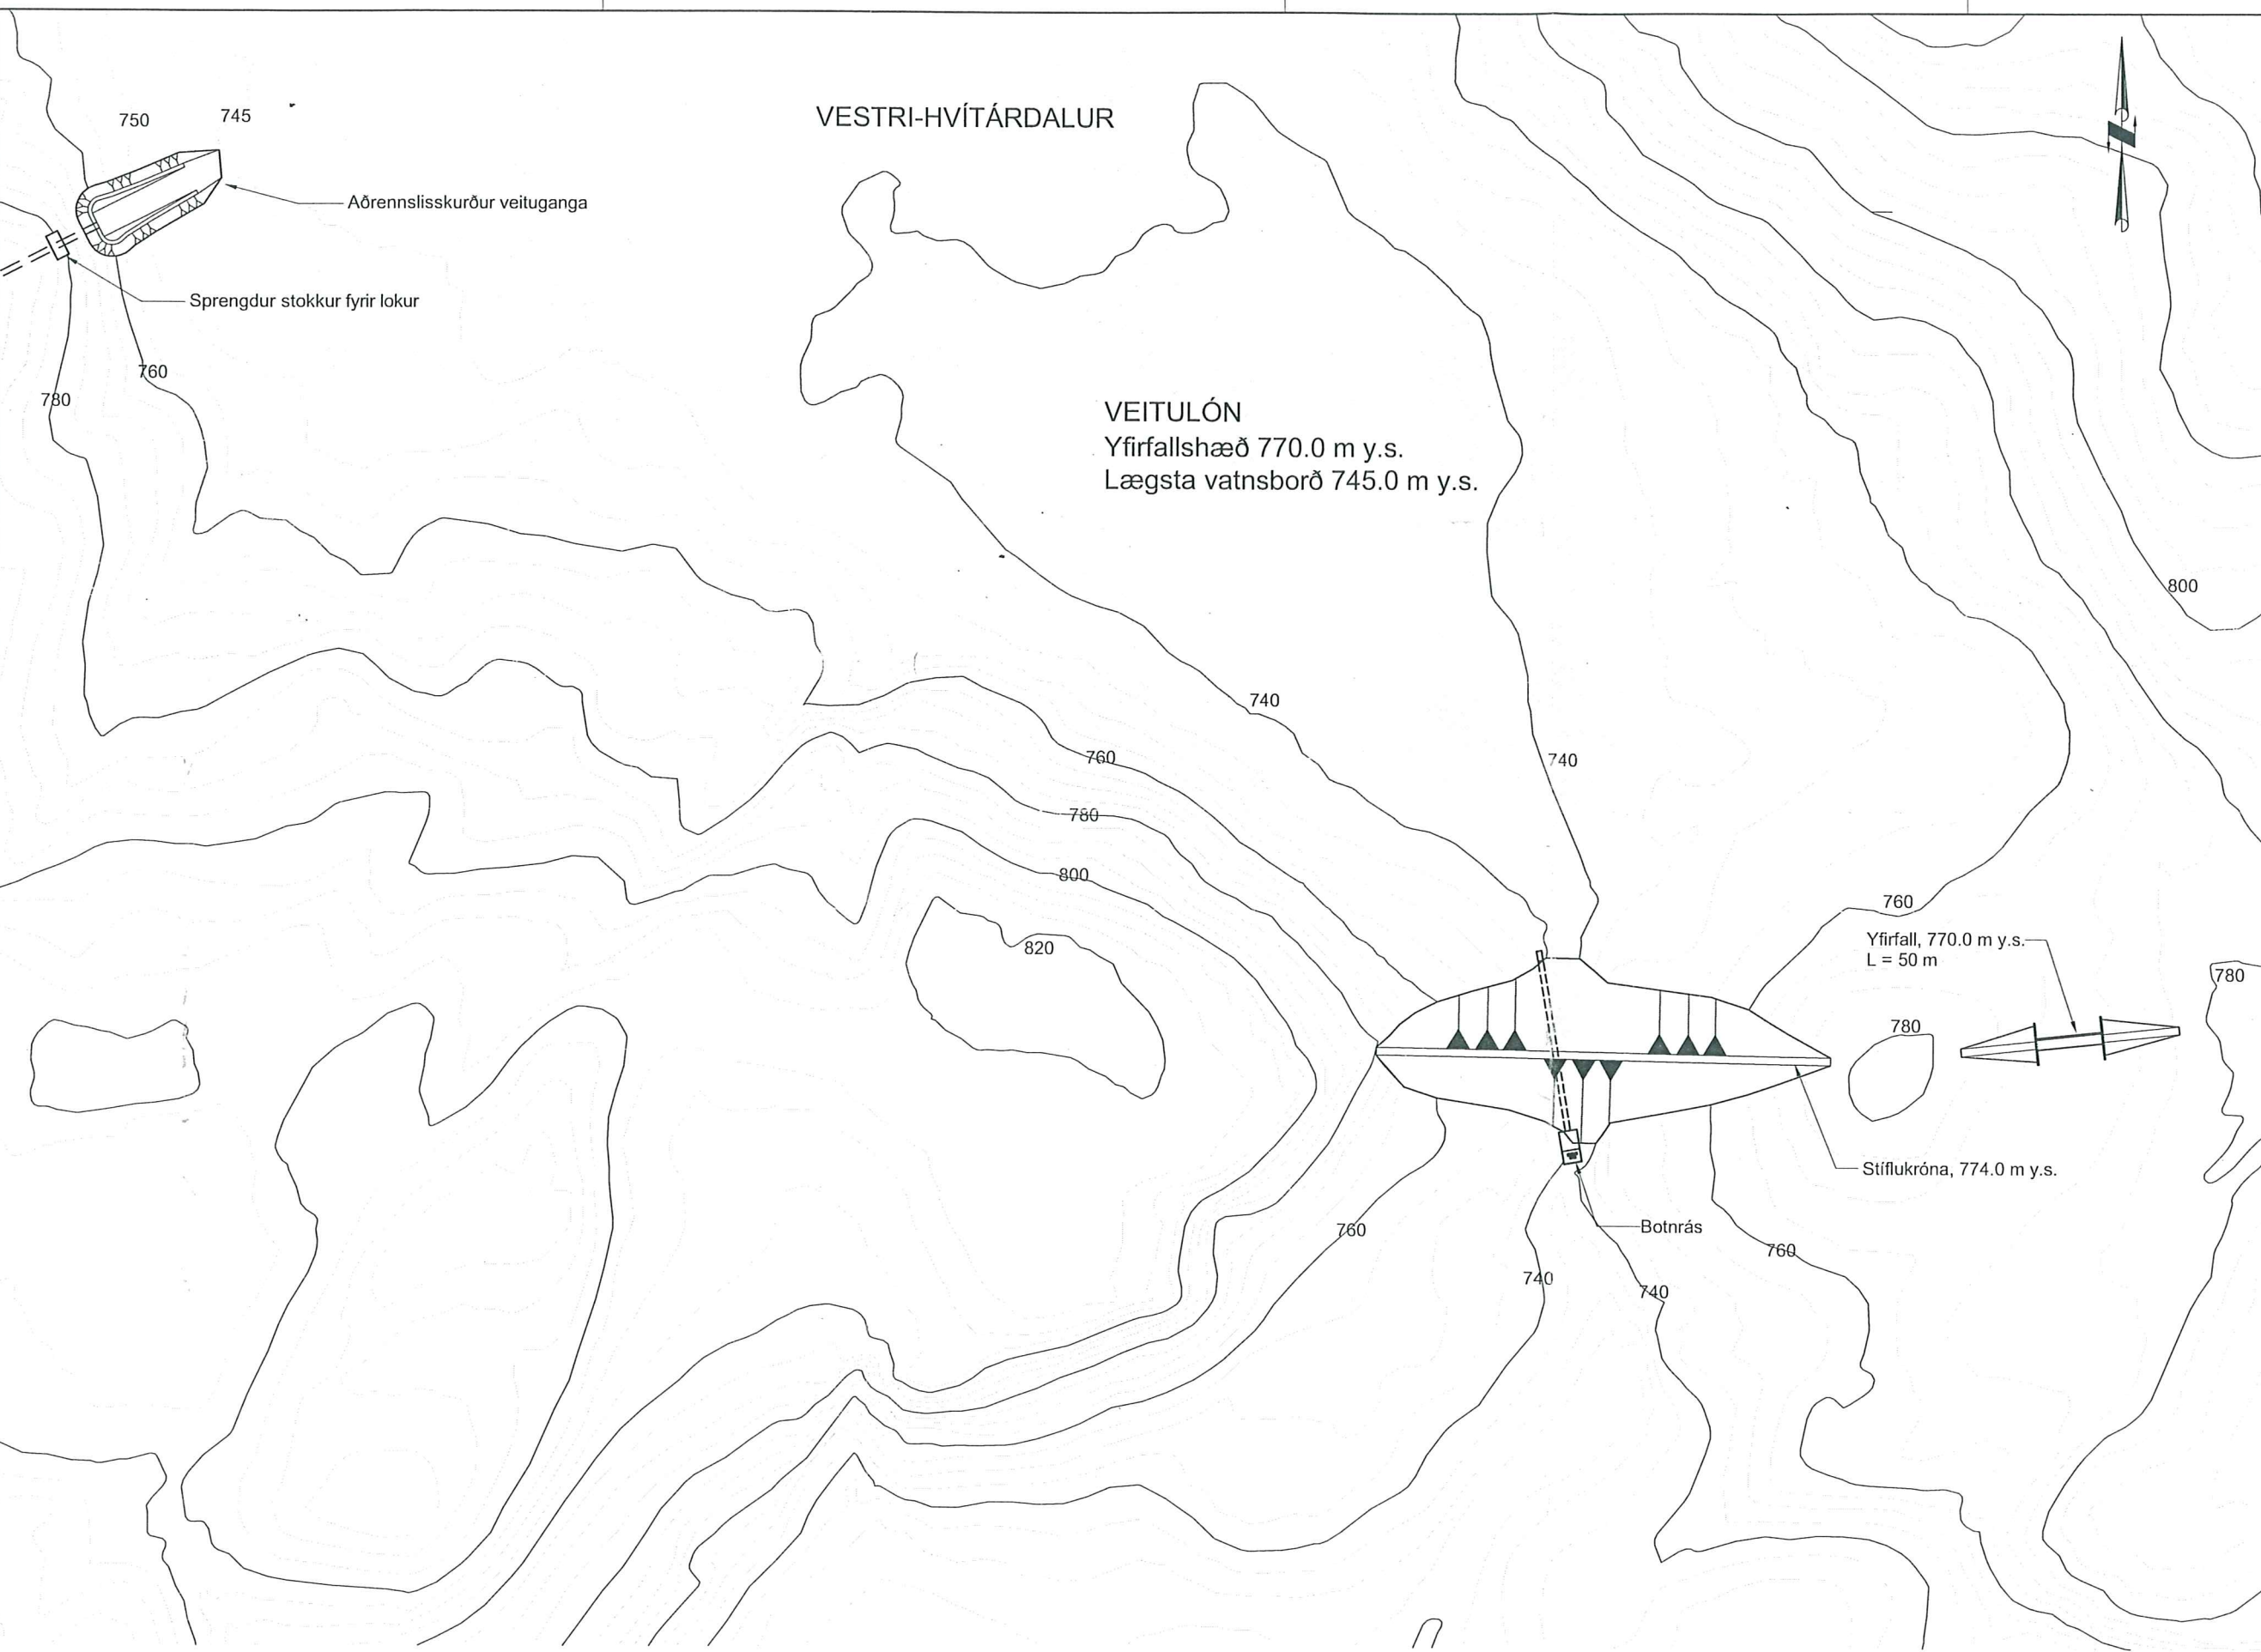 750
745
VESTRI-HVÍTÁRDALUR
Aðrennslisskurður veituganga
Sprengdur stokkur fyrir lokur
760
780
VEITULÓN
Yfirfallshæð 770.0 m y.s.
Lægsta vatnsborð 745.0 m y.s.
800
740
760
740
780
800
760
820
Yfirfall, 770.0 m y.s.
L = 50 m
780
780
Stíflukróna, 774.0 m y.s.
Botnrás
760
760
740
740